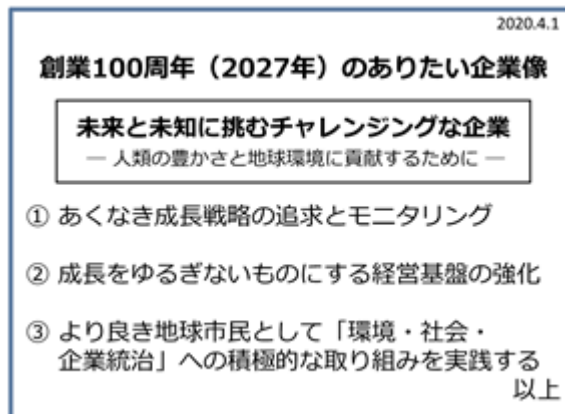 2020.4.1
創業100周年（2027年）のありたい企業像
未来と未知に挑むチャレンジングな企業
― 人類の豊かさと地球環境に貢献するために ―
① あくなき成長戦略の追求とモニタリング
② 成長をゆるぎないものにする経営基盤の強化
③ より良き地球市民として「環境・社会・
企業統治」への積極的な取り組みを実践する
以上